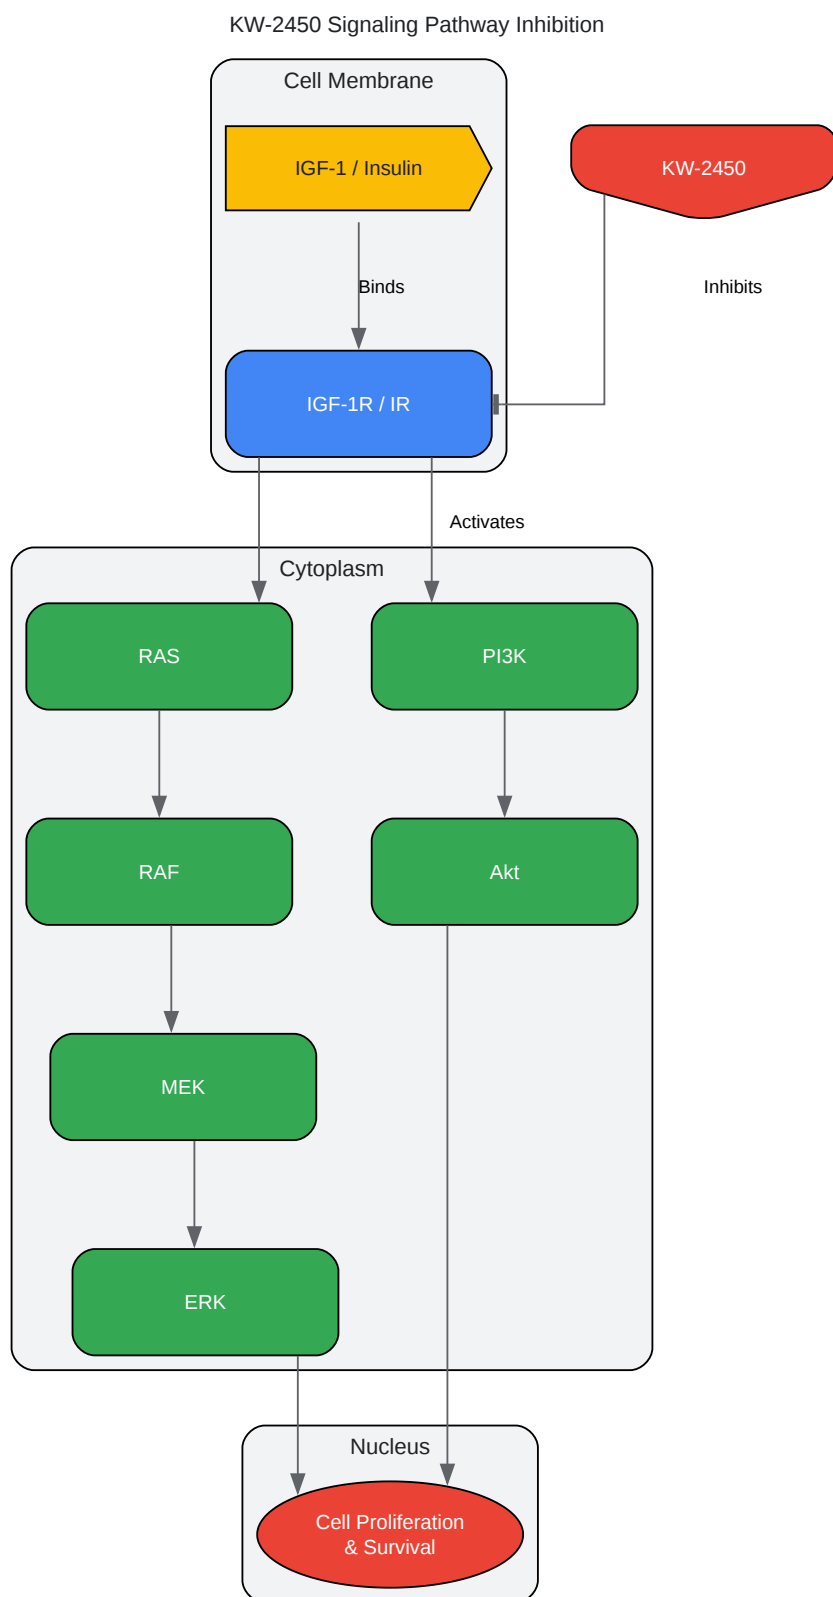 KW-2450 Signaling Pathway Inhibition
Cell Membrane
IGF-1 / Insulin
KW-2450
Binds
Inhibits
IGF-1R / IR
Activates
Cytoplasm
RAS
PI3K
RAF
Akt
MEK
ERK
Nucleus
Cell Proliferation
& Survival